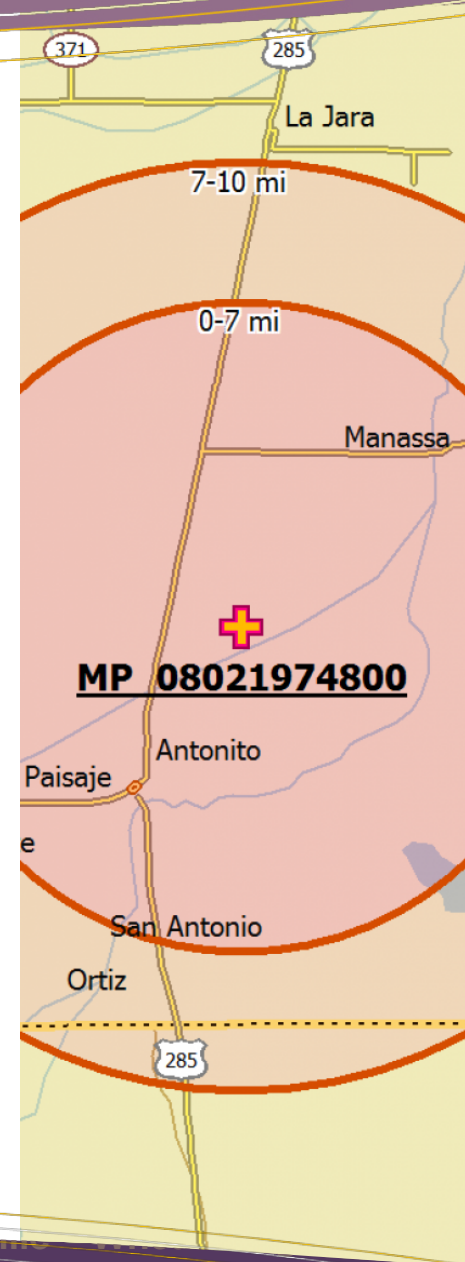 371
285
La Jara
7-10 mi
0-7 mi
Manassa
MP 08021974800
Antonito
Paisaje
e
San Antonio
Ortiz
285